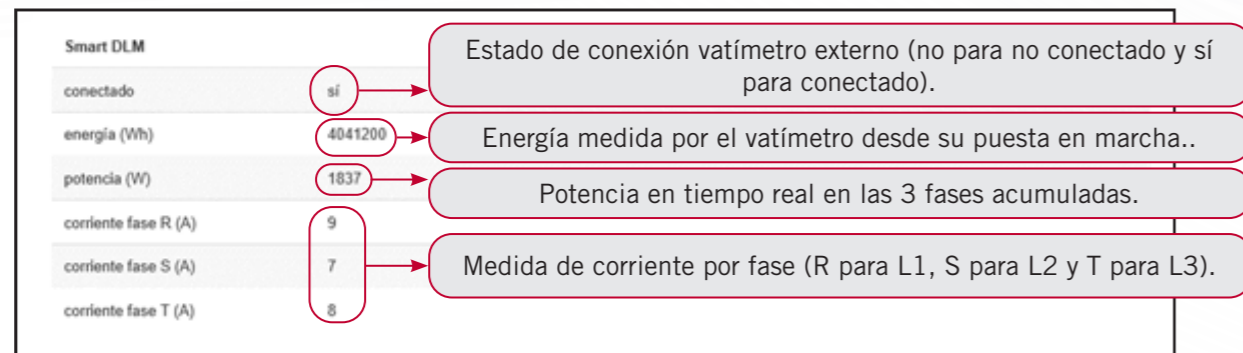 Smart DLM
Estado de conexión vatímetro externo (no para no conectado y sí
para conectado).
conectado sí
energía (Wh) 4041200
Energía medida por el vatímetro desde su puesta en marcha..
potencia (W) 1837
Potencia en tiempo real en las 3 fases acumuladas.
corriente fase R (A) 9
corriente fase S (A) 7
Medida de corriente por fase (R para L1, S para L2 y T para L3).
corriente fase T (A) 8